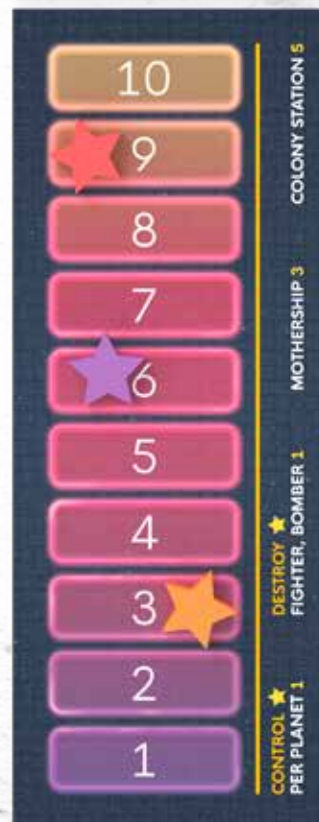 10
9
8
7
6
5
4
3
2
1
CONTROL
PER PLANET 1
DESTROY
FIGHTER, BOMBER 1
MOTHERSHIP 3
COLONY STATION 5